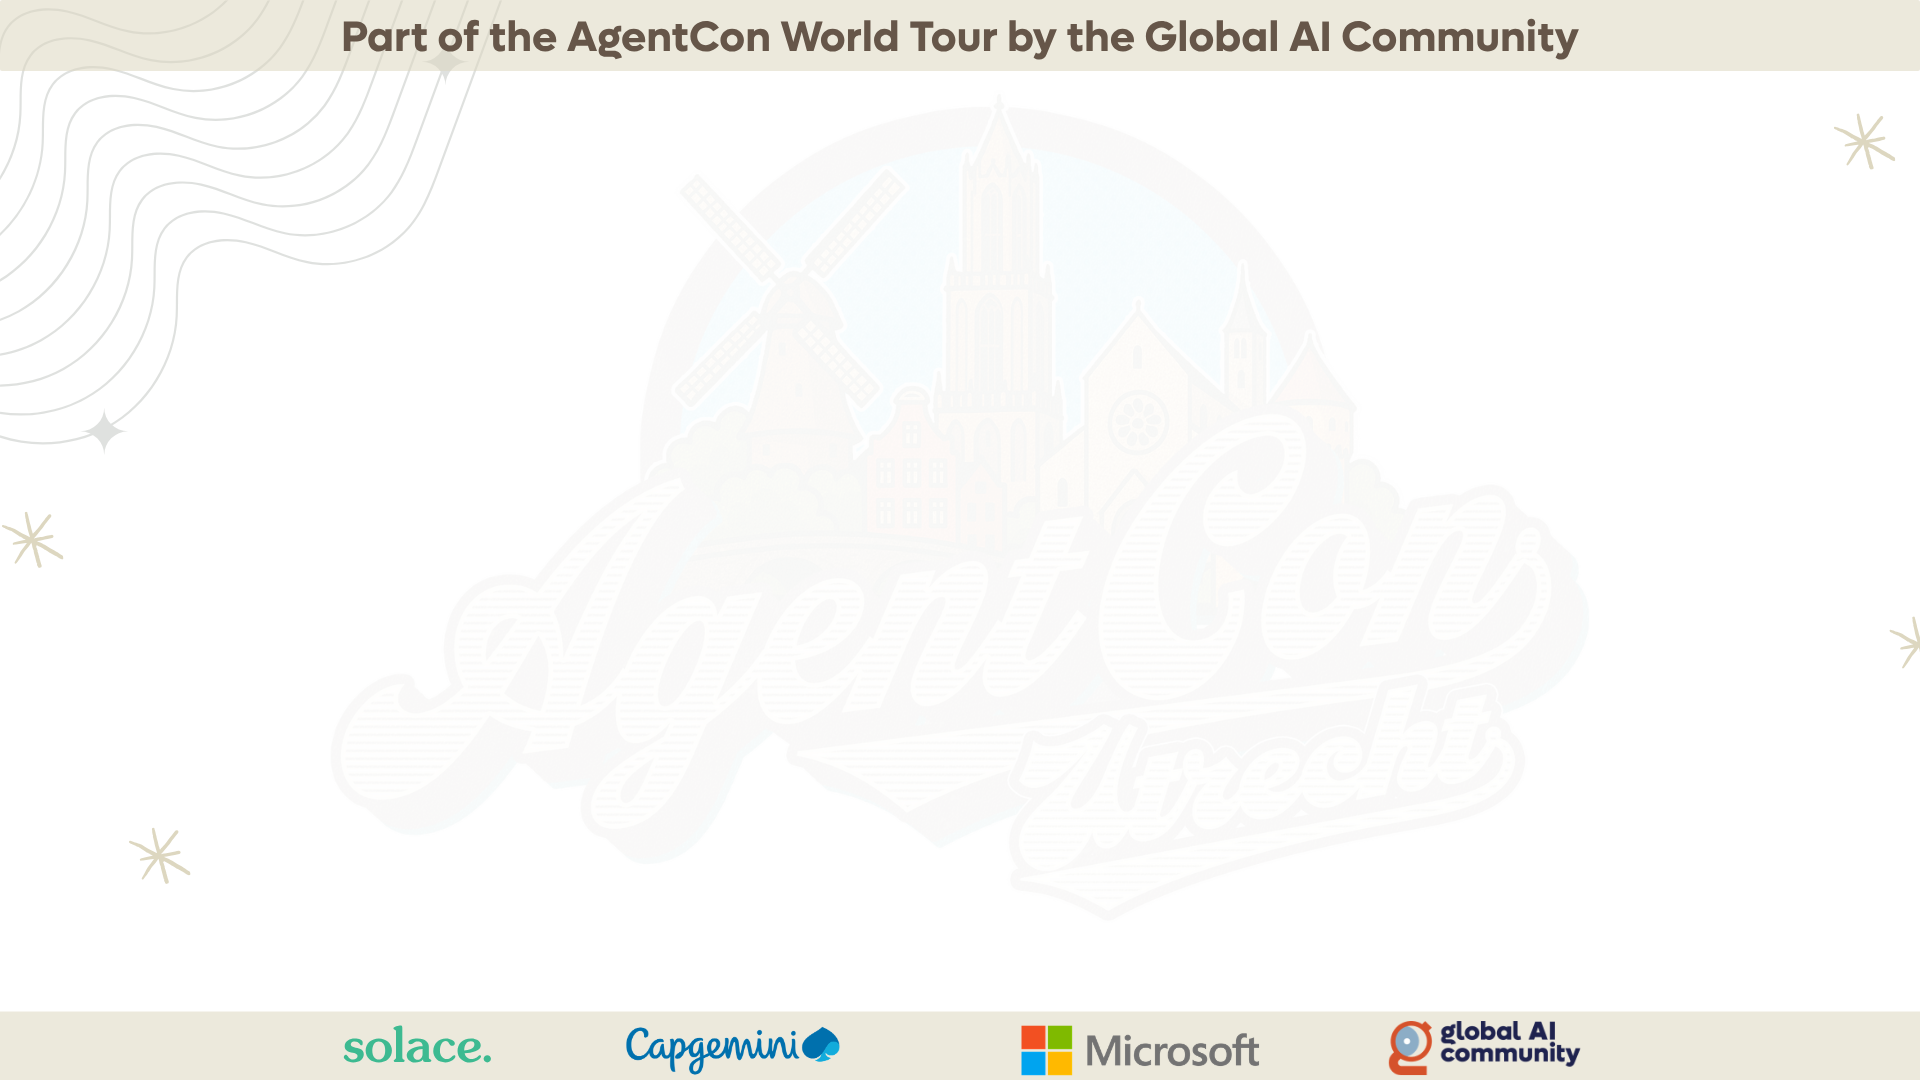 Part of the AgentCon World Tour by the Global AI Community
AgentCon
Utrecht
solace.
Capgemini
Microsoft
global AI
community